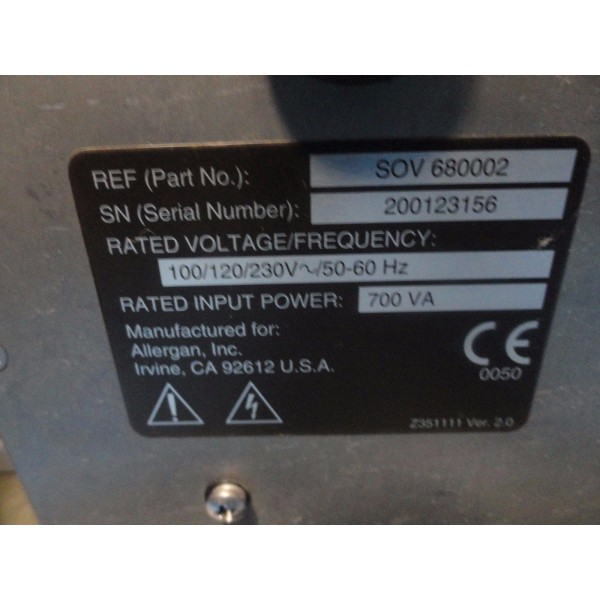 REF (Part No.): SOV 680002
SN (Serial Number): 200123156
RATED VOLTAGE/FREQUENCY:
100/120/230V∿/50-60 Hz
RATED INPUT POWER: 700 VA
Manufactured for:
Allergan, Inc.
Irvine, CA 92612 U.S.A.
CE
0050
Z351111 Ver. 2.0